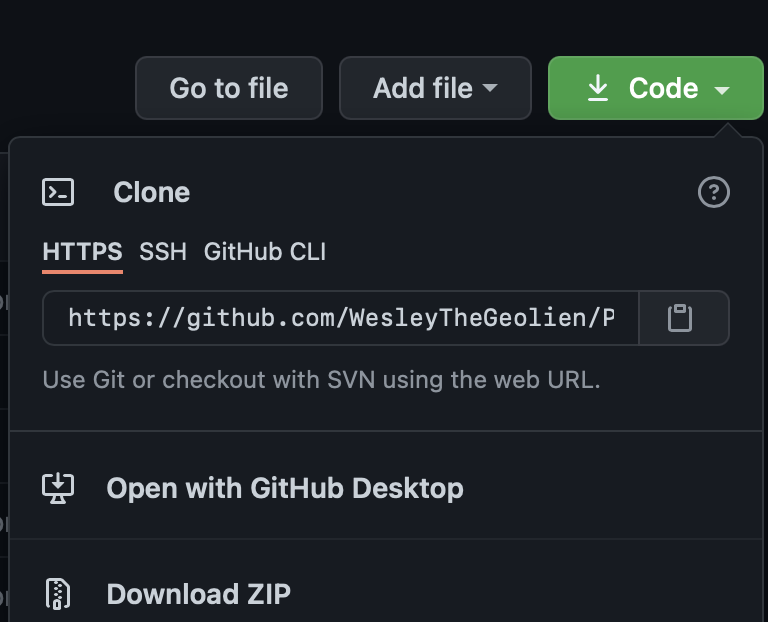 Go to file Add file Code
Clone
HTTPS SSH GitHub CLI
https://github.com/WesleyTheGeolien/P
Use Git or checkout with SVN using the web URL.
Open with GitHub Desktop
Download ZIP